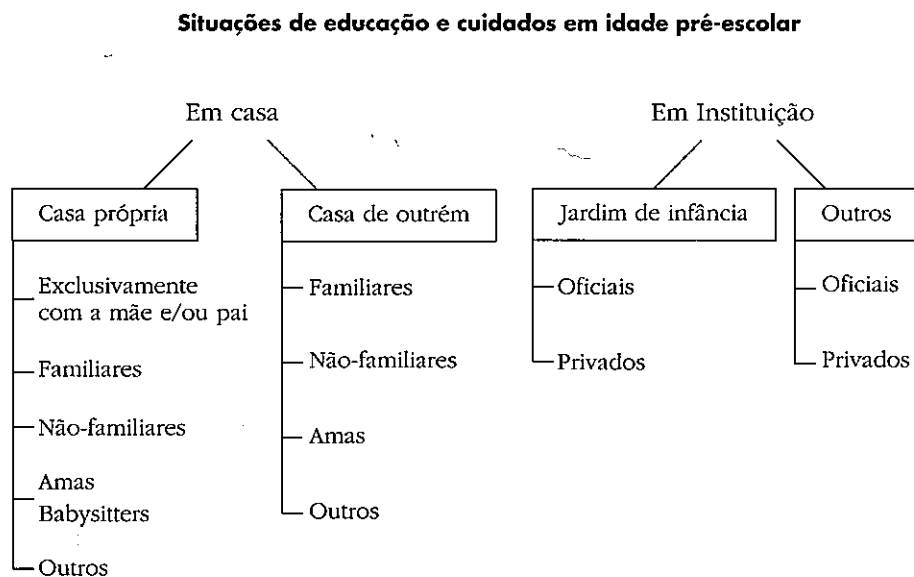 Situações de educação e cuidados em idade pré-escolar
Em casa
Em Instituição
Casa própria
Casa de outrém
Jardim de infância
Outros
Exclusivamente
com a mãe e/ou pai
Familiares
Não-familiares
Amas
Babysitters
Outros
Familiares
Não-familiares
Amas
Outros
Oficiais
Privados
Oficiais
Privados